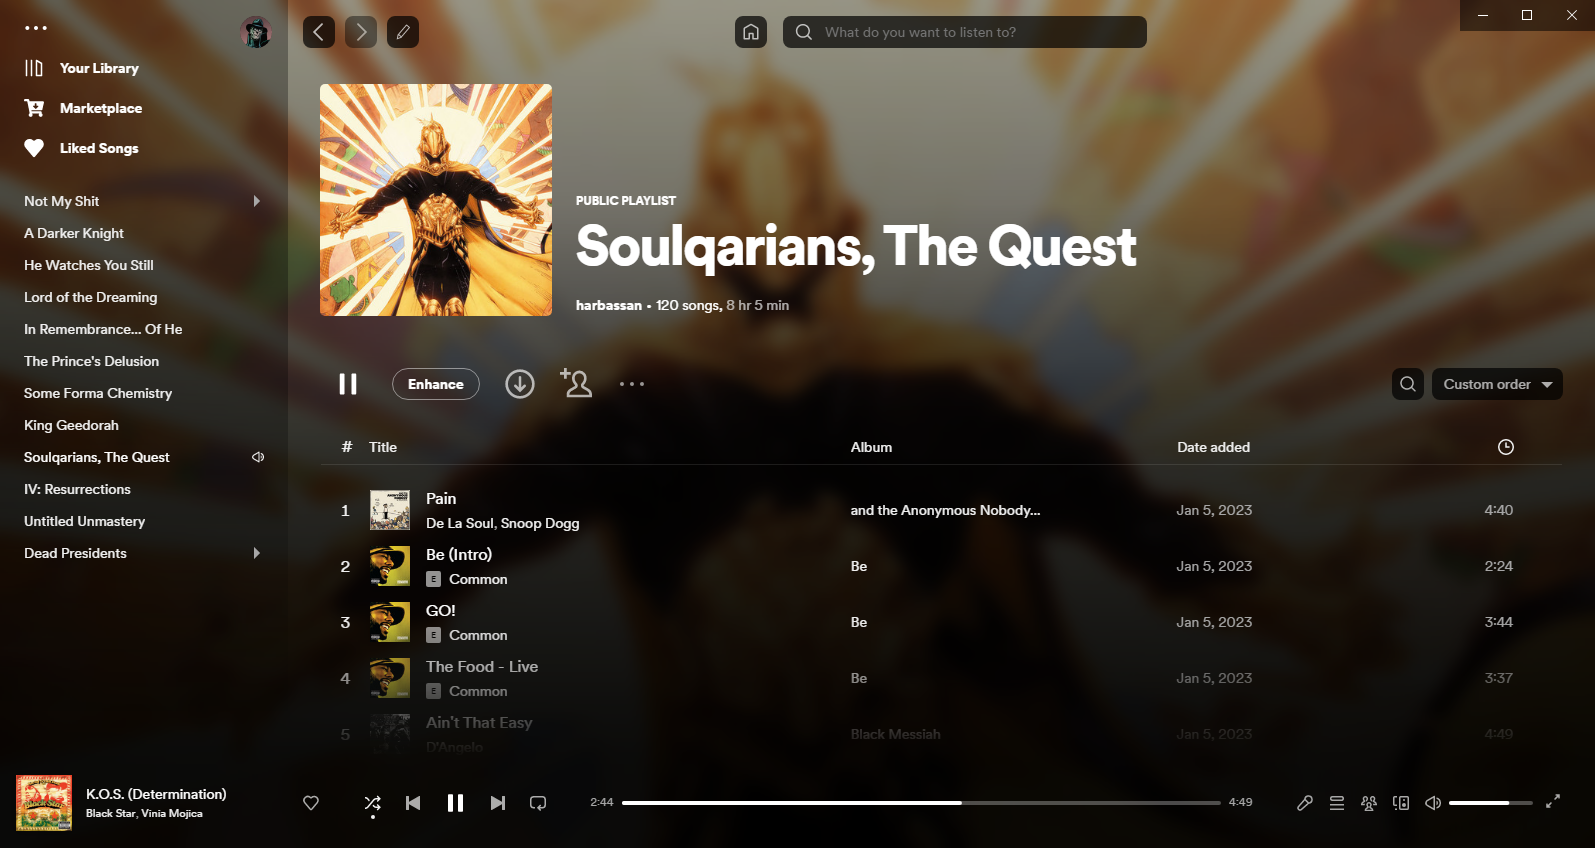 What do you want to listen to?
Your Library
Marketplace
Liked Songs
Not My Shit
A Darker Knight
He Watches You Still
Lord of the Dreaming
In Remembrance... Of He
The Prince's Delusion
Some Forma Chemistry
King Geedorah
Soulqarians, The Quest
IV: Resurrections
Untitled Unmastery
Dead Presidents
PUBLIC PLAYLIST
Soulqarians, The Quest
harbassan • 120 songs, 8 hr 5 min
Enhance
Custom order
# Title Album Date added
1 Pain and the Anonymous Nobody... Jan 5, 2023 4:40
De La Soul, Snoop Dogg
2 Be (Intro) Be Jan 5, 2023 2:24
E Common
3 GO! Be Jan 5, 2023 3:44
E Common
4 The Food - Live Be Jan 5, 2023 3:37
E Common
5 Ain't That Easy Black Messiah Jan 5, 2023 4:49
D'Angelo
K.O.S. (Determination)
Black Star, Vinia Mojica
2:44 4:49